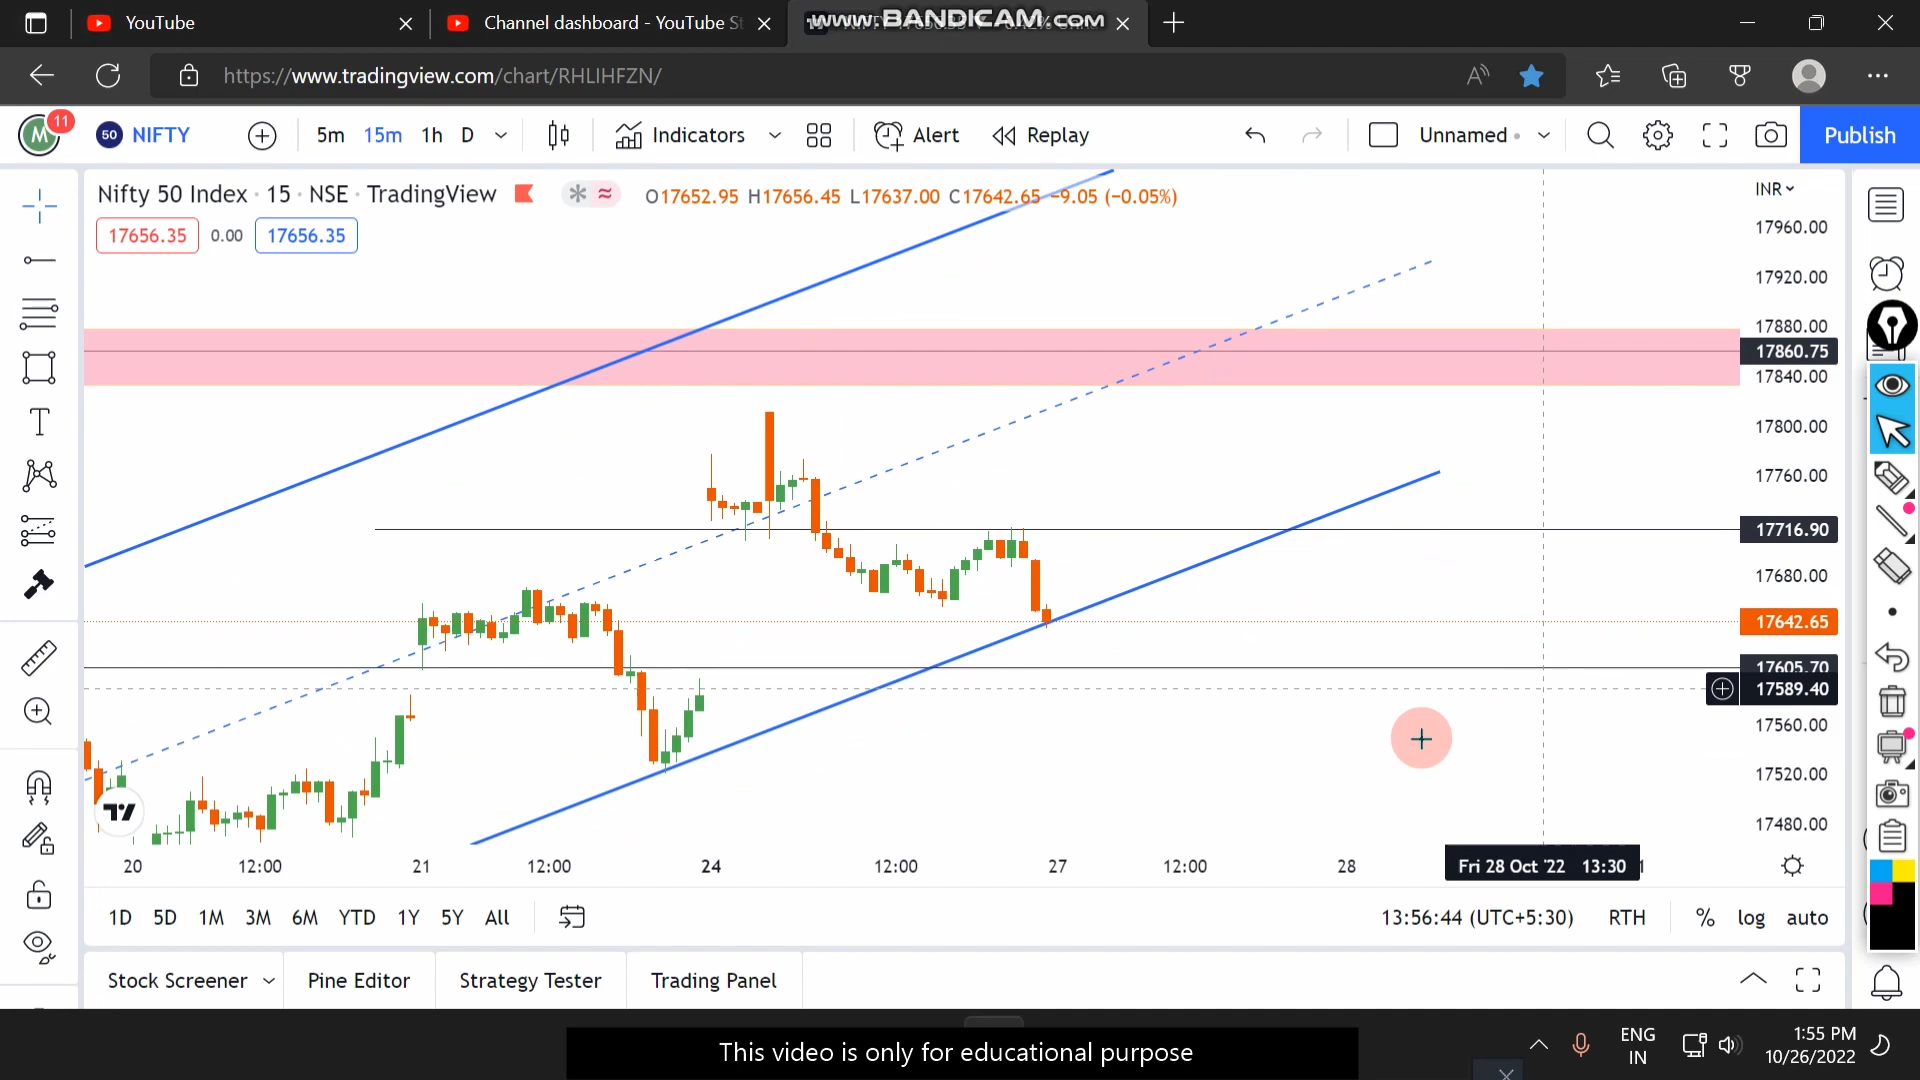 YouTube
Channel dashboard - YouTube St
www.BANDICAM.com
https://www.tradingview.com/chart/RHLIHFZN/
M
11
50 NIFTY
5m 15m 1h D
Indicators
Alert
Replay
Unnamed
Publish
Nifty 50 Index · 15 · NSE · TradingView
O17652.95 H17656.45 L17637.00 C17642.65 −9.05 (−0.05%)
17656.35 0.00 17656.35
INR
17960.00
17920.00
17880.00
17860.75
17840.00
17800.00
17760.00
17716.90
17680.00
17642.65
17605.70
17589.40
17560.00
17520.00
17480.00
20 12:00 21 12:00 24 12:00 27 12:00 28
Fri 28 Oct '22 13:30
1D 5D 1M 3M 6M YTD 1Y 5Y All
13:56:44 (UTC+5:30) RTH % log auto
Stock Screener Pine Editor Strategy Tester Trading Panel
This video is only for educational purpose
ENG
IN
1:55 PM
10/26/2022